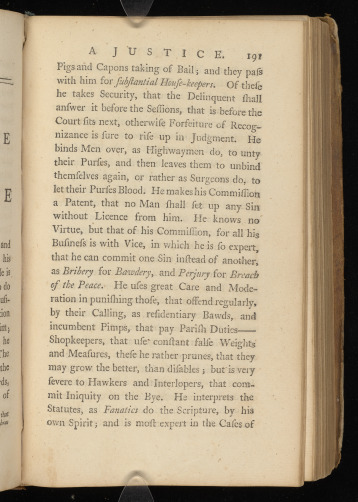 A JUSTICE. 191
Pigs and Capons taking of Bail; and they paſs
with him for ſubſtantial Houſe-keepers. Of theſe
he takes Security, that the Delinquent ſhall
anſwer it before the Seſſions, that is before the
Court ſits next, otherwiſe Forfeiture of Recog-
nizance is ſure to riſe up in Judgment. He
binds Men over, as Highwaymen do, to unty
their Purſes, and then leaves them to unbind
themſelves again, or rather as Surgeons do, to
let their Purſes Blood. He makes his Commiſſion
a Patent, that no Man ſhall ſet up any Sin
without Licence from him. He knows no
Virtue, but that of his Commiſſion, for all his
Buſineſs is with Vice, in which he is ſo expert,
that he can commit one Sin inſtead of another,
as Bribery for Bawdery, and Perjury for Breach
of the Peace. He uſes great Care and Mode-
ration in puniſhing thoſe, that offend regularly,
by their Calling, as reſidentiary Bawds, and
incumbent Pimps, that pay Pariſh Duties——
Shopkeepers, that uſe conſtant falſe Weights
and Meaſures, theſe he rather prunes, that they
may grow the better, than diſables; but is very
ſevere to Hawkers and Interlopers, that com-
mit Iniquity on the Bye. He interprets the
Statutes, as Fanatics do the Scripture, by his
own Spirit; and is moſt expert in the Caſes of